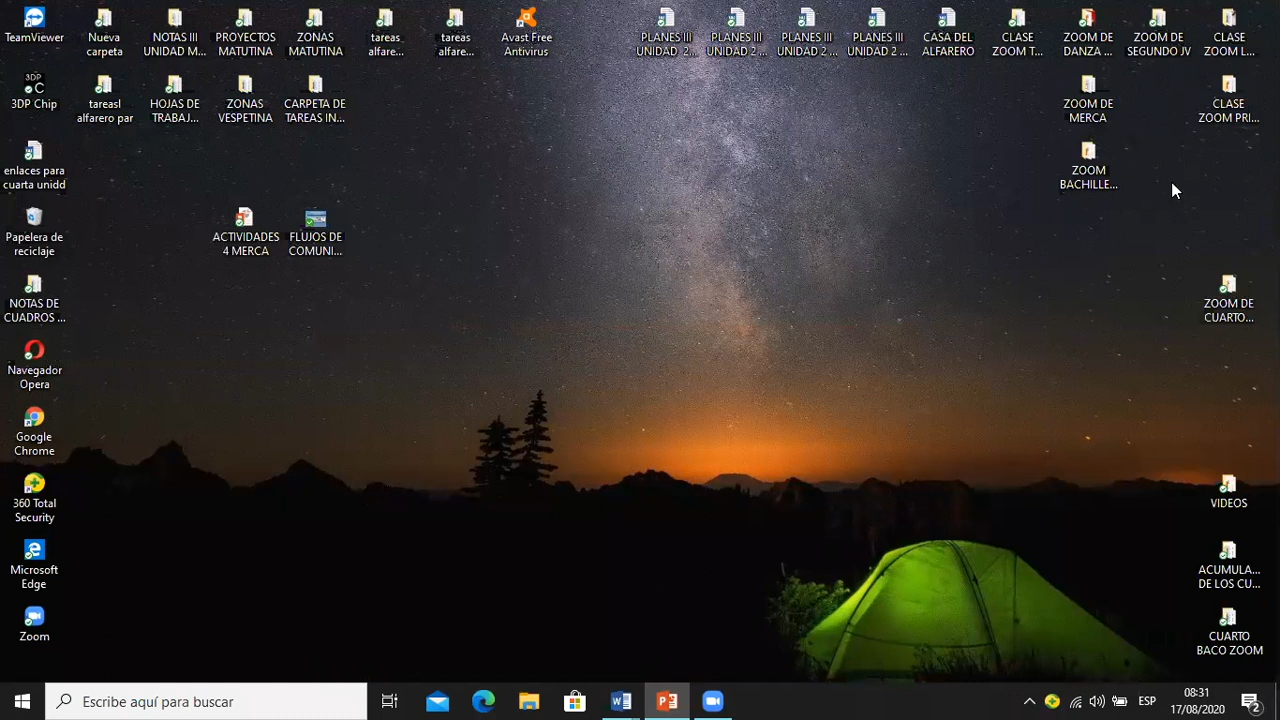 TeamViewer
Nueva
carpeta
NOTAS III
UNIDAD M...
PROYECTOS
MATUTINA
ZONAS
MATUTINA
tareas
alfare...
tareas
alfare...
Avast Free
Antivirus
PLANES III
UNIDAD 2 ...
PLANES III
UNIDAD 2 ...
PLANES III
UNIDAD 2 ...
PLANES III
UNIDAD 2 ...
CASA DEL
ALFARERO
CLASE
ZOOM T...
ZOOM DE
DANZA ...
ZOOM DE
SEGUNDO JV
CLASE
ZOOM L...
3DP
C
3DP Chip
tareasl
alfarero par
HOJAS DE
TRABAJ...
ZONAS
VESPETINA
CARPETA DE
TAREAS IN...
ZOOM DE
MERCA
CLASE
ZOOM PRI...
enlaces para
cuarta unidd
ZOOM
BACHILLE...
Papelera de
reciclaje
ACTIVIDADES
4 MERCA
FLUJOS DE
COMUNI...
NOTAS DE
CUADROS ...
ZOOM DE
CUARTO...
Navegador
Opera
Google
Chrome
360 Total
Security
VIDEOS
Microsoft
Edge
ACUMULA...
DE LOS CU...
Zoom
CUARTO
BACO ZOOM
Escribe aquí para buscar
ESP
08:31
17/08/2020
2